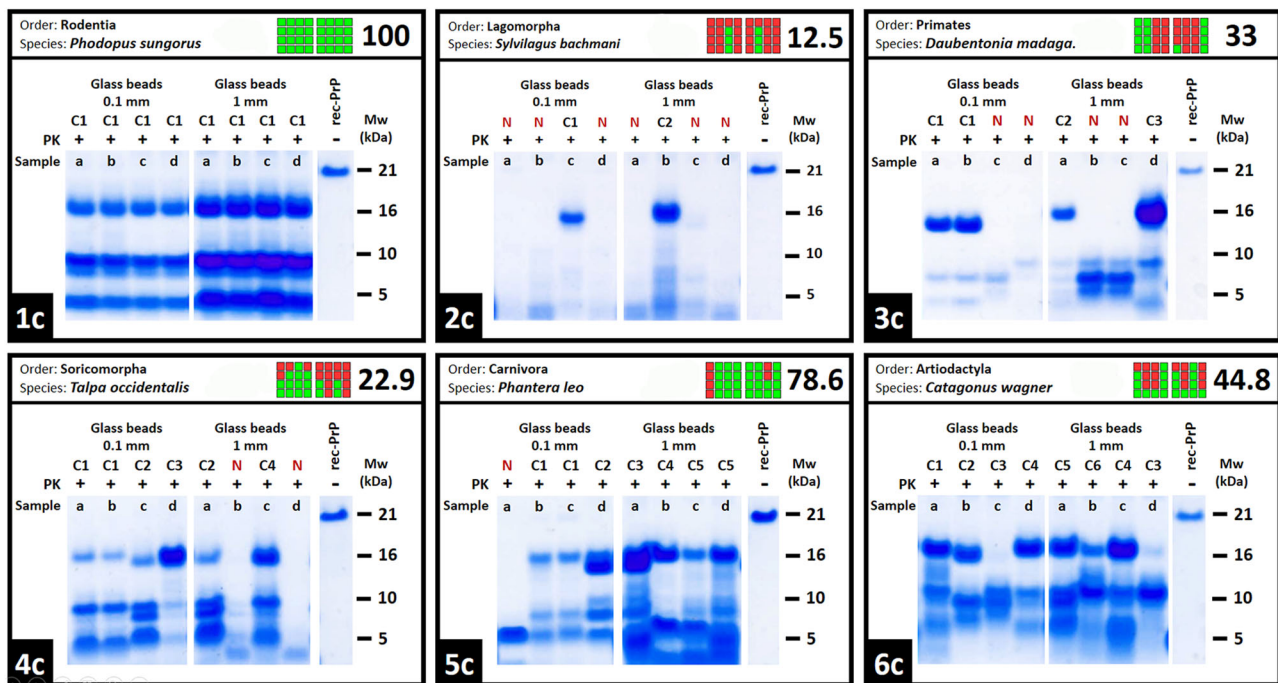 Order: Rodentia
Species: Phodopus sungorus
100
Glass beads Glass beads
0.1 mm 1 mm
rec-PrP
Mw
(kDa)
C1 C1 C1 C1 C1 C1 C1 C1
PK + + + + + + + + -
Sample a b c d a b c d
21
16
10
5
1c
Order: Lagomorpha
Species: Sylvilagus bachmani
12.5
Glass beads Glass beads
0.1 mm 1 mm
rec-PrP
Mw
(kDa)
N N C1 N N C2 N N
PK + + + + + + + + -
Sample a b c d a b c d
21
16
10
5
2c
Order: Primates
Species: Daubentonia madaga.
33
Glass beads Glass beads
0.1 mm 1 mm
rec-PrP
Mw
(kDa)
C1 C1 N N C2 N N C3
PK + + + + + + + + -
Sample a b c d a b c d
21
16
10
5
3c
Order: Soricomorpha
Species: Talpa occidentalis
22.9
Glass beads Glass beads
0.1 mm 1 mm
rec-PrP
Mw
(kDa)
C1 C1 C2 C3 C2 N C4 N
PK + + + + + + + + -
Sample a b c d a b c d
21
16
10
5
4c
Order: Carnivora
Species: Phantera leo
78.6
Glass beads Glass beads
0.1 mm 1 mm
rec-PrP
Mw
(kDa)
N C1 C1 C2 C3 C4 C5 C5
PK + + + + + + + + -
Sample a b c d a b c d
21
16
10
5
5c
Order: Artiodactyla
Species: Catagonus wagner
44.8
Glass beads Glass beads
0.1 mm 1 mm
rec-PrP
Mw
(kDa)
C1 C2 C3 C4 C5 C6 C4 C3
PK + + + + + + + + -
Sample a b c d a b c d
21
16
10
5
6c